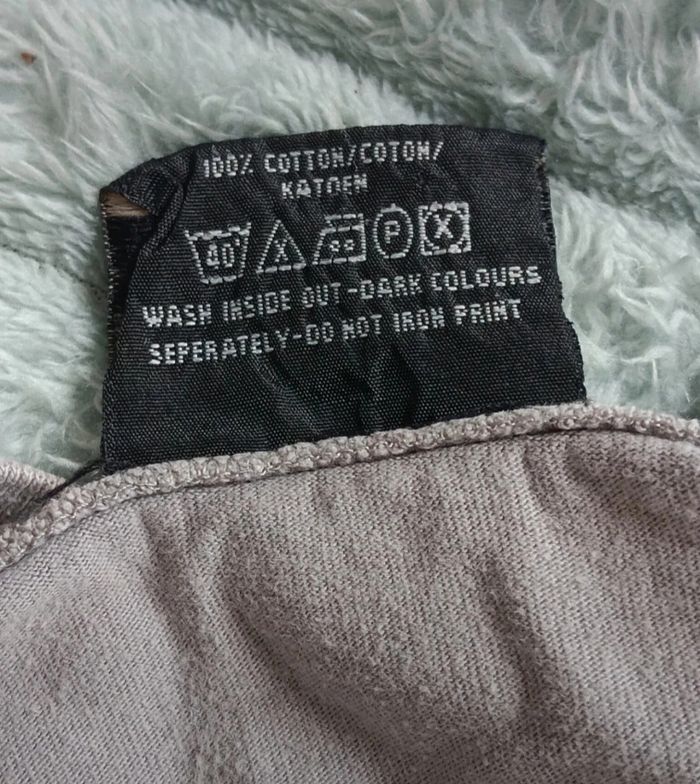 100% COTTON/COTON/
KATOEN
40 P
WASH INSIDE OUT-DARK COLOURS
SEPERATELY-DO NOT IRON PRINT